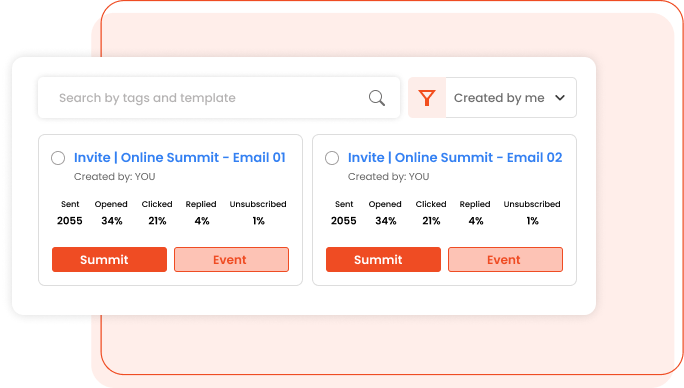 Search by tags and template
Created by me
Invite | Online Summit - Email 01
Created by: YOU
Sent Opened Clicked Replied Unsubscribed
2055 34% 21% 4% 1%
Summit Event
Invite | Online Summit - Email 02
Created by: YOU
Sent Opened Clicked Replied Unsubscribed
2055 34% 21% 4% 1%
Summit Event